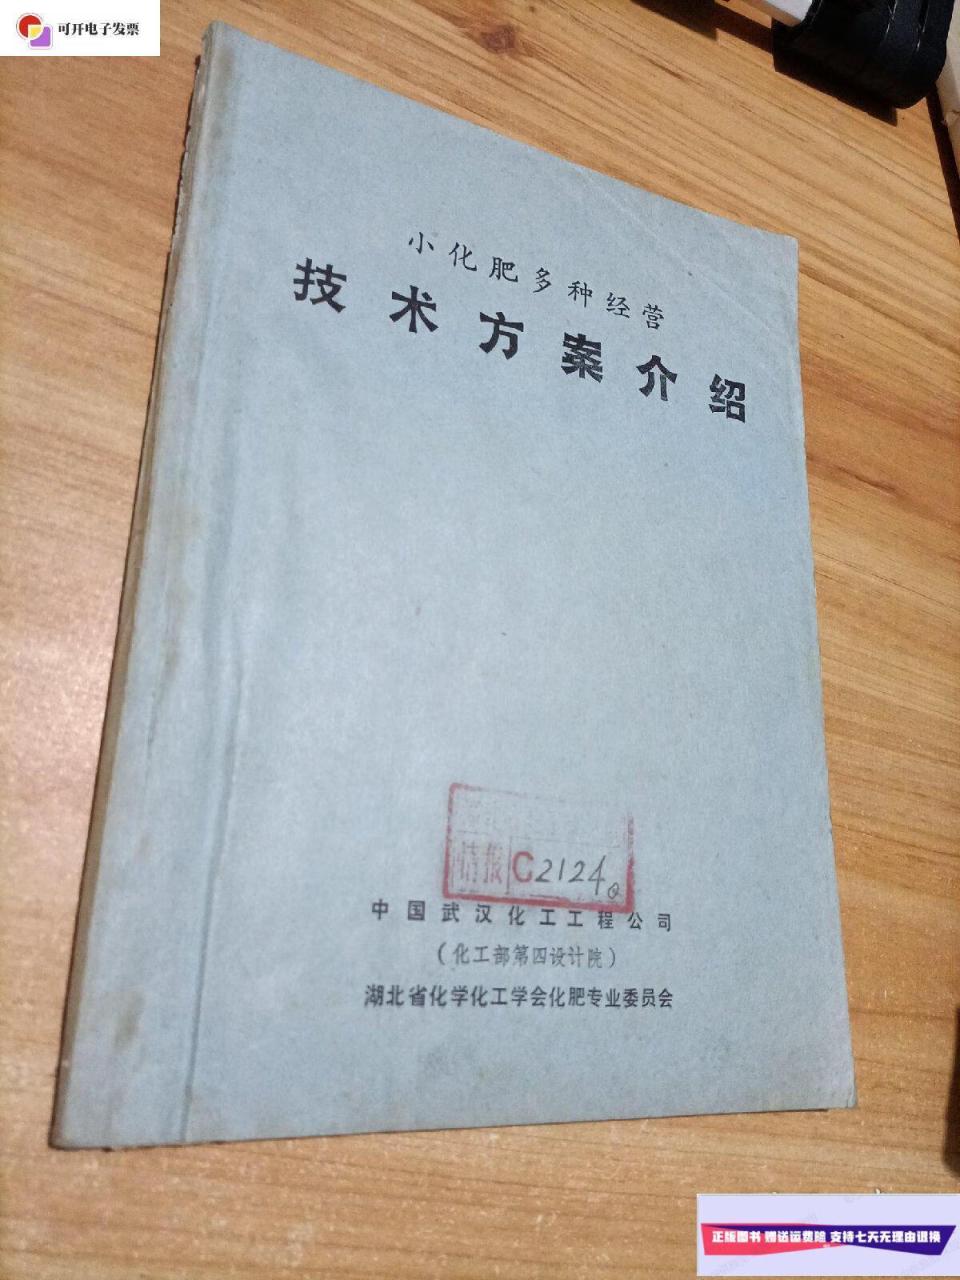 可开电子发票
小化肥多种经营
技术方案介绍
情报 C2124
中国武汉化工工程公司
(化工部第四设计院)
湖北省化学化工学会化肥专业委员会
正版图书 赠送运费险 支持七天无理由退换